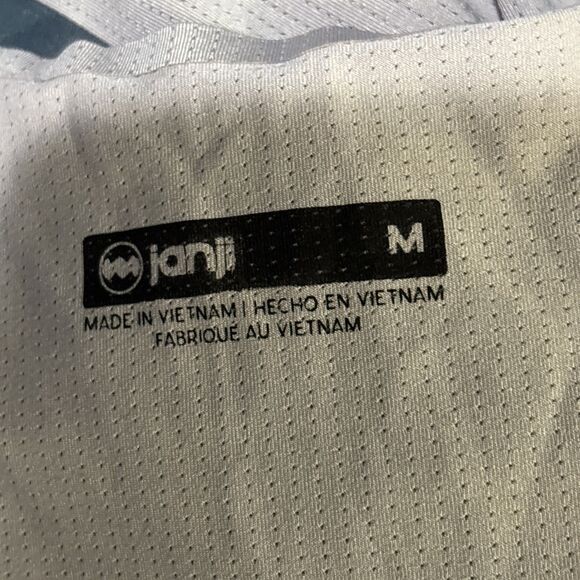 janji M
MADE IN VIETNAM | HECHO EN VIETNAM
FABRIQUÉ AU VIETNAM